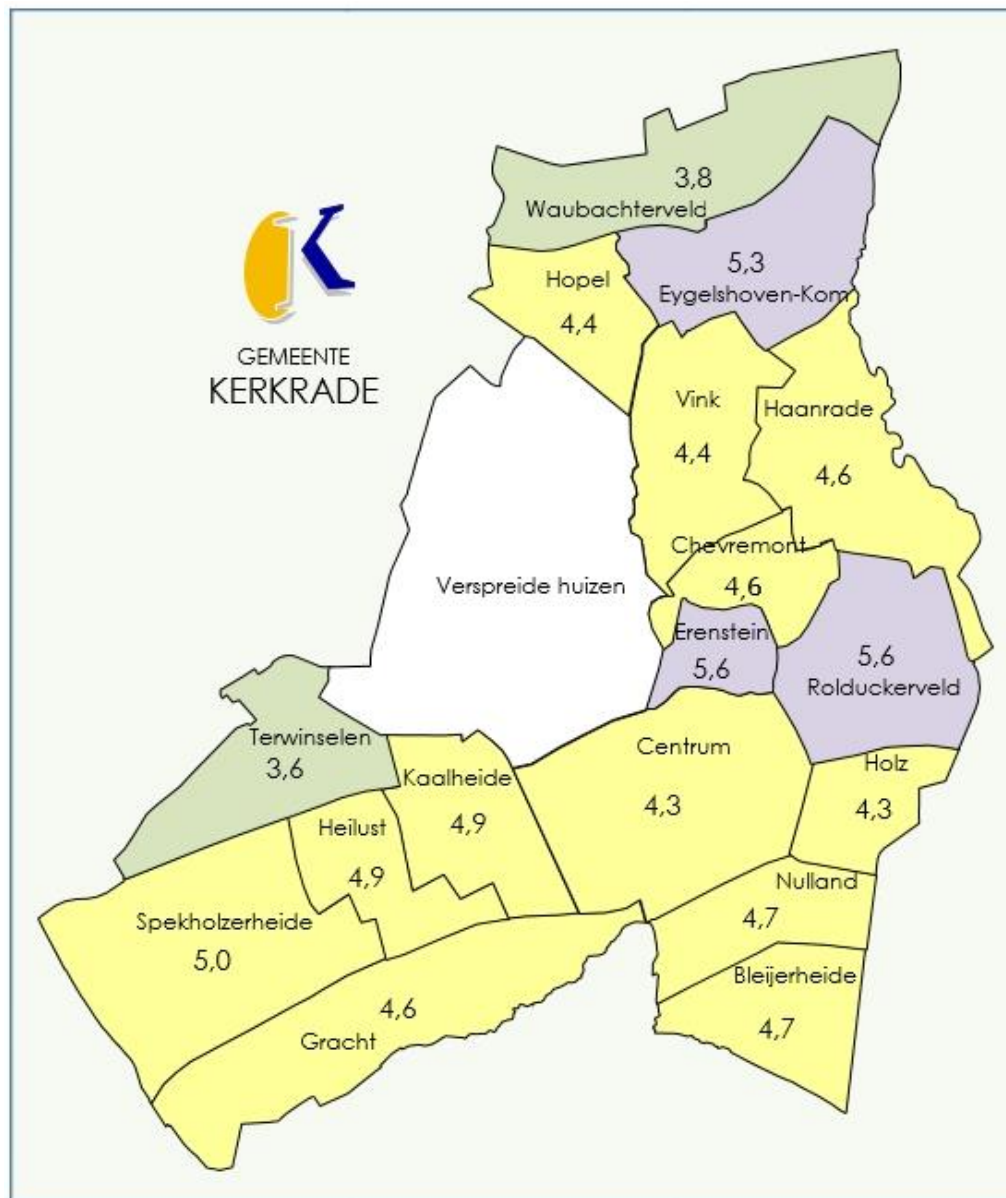 3,8
Waubachterveld
5,3
Eygelshoven-Kom
Hopel
4,4
GEMEENTE
KERKRADE
Vink
4,4
Haanrade
4,6
Chevremont
4,6
Verspreide huizen
Erenstein
5,6
5,6
Rolduckerveld
Terwinselen
3,6
Kaalheide
4,9
Centrum
4,3
Holz
4,3
Heilust
4,9
Nulland
4,7
Spekholzerheide
5,0
Bleijerheide
4,7
4,6
Gracht